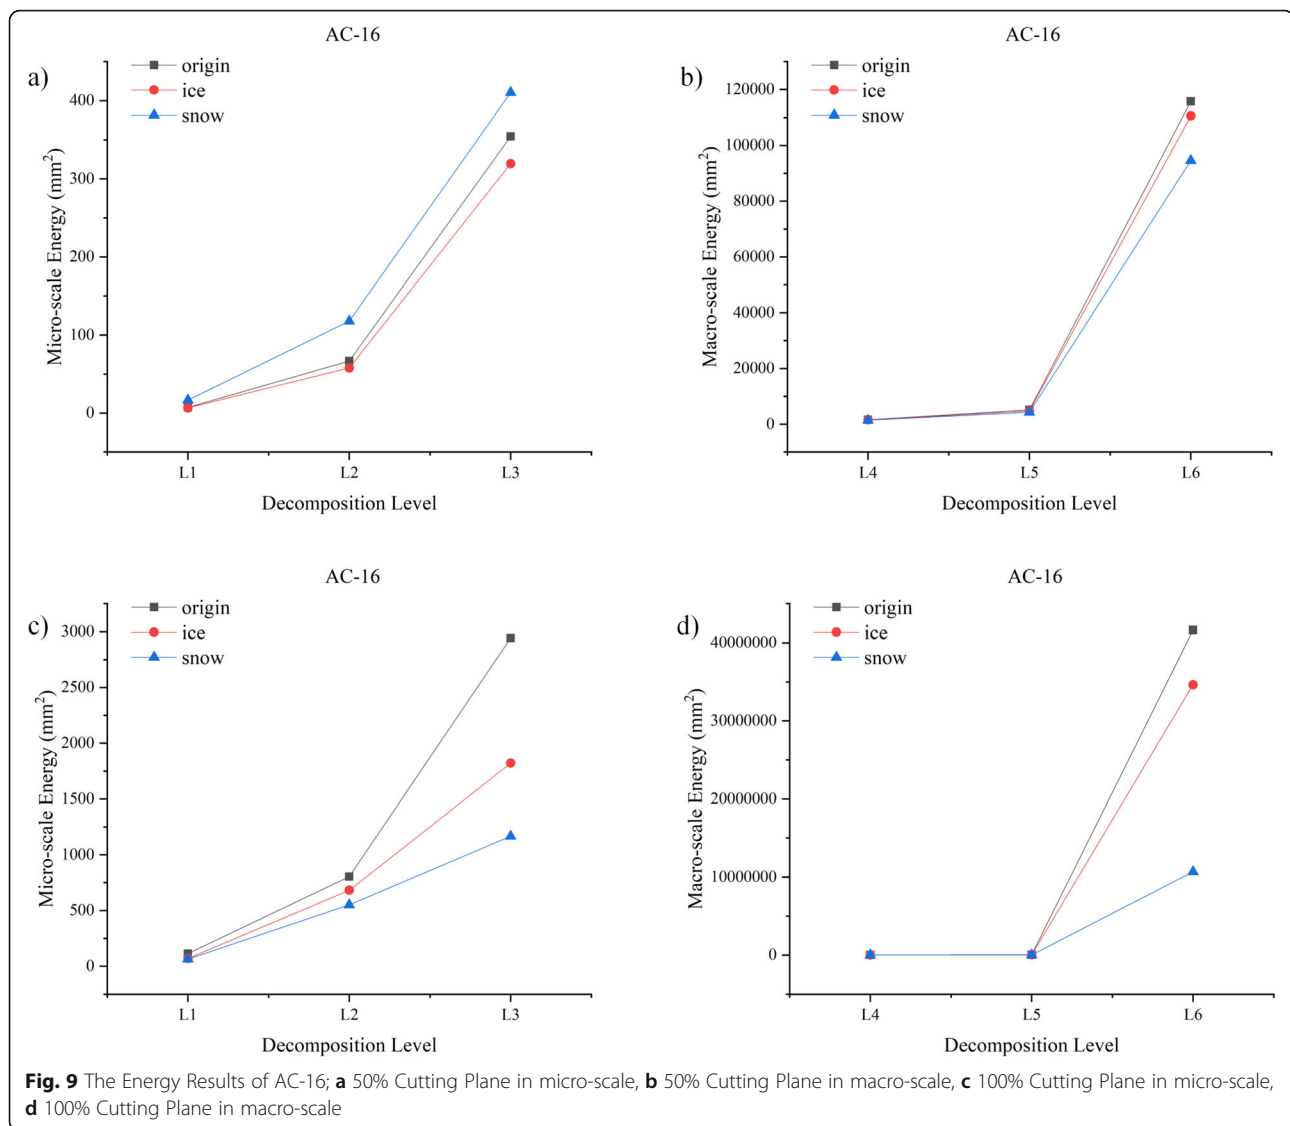 AC-16
a)
origin
ice
snow
400
300
200
100
0
Micro-scale Energy (mm²)
L1 L2 L3
Decomposition Level
AC-16
b)
origin
ice
snow
120000
100000
80000
60000
40000
20000
0
Macro-scale Energy (mm²)
L4 L5 L6
Decomposition Level
AC-16
c)
origin
ice
snow
3000
2500
2000
1500
1000
500
0
Micro-scale Energy (mm²)
L1 L2 L3
Decomposition Level
AC-16
d)
origin
ice
snow
40000000
30000000
20000000
10000000
0
Macro-scale Energy (mm²)
L4 L5 L6
Decomposition Level
Fig. 9 The Energy Results of AC-16; a 50% Cutting Plane in micro-scale, b 50% Cutting Plane in macro-scale, c 100% Cutting Plane in micro-scale,
d 100% Cutting Plane in macro-scale